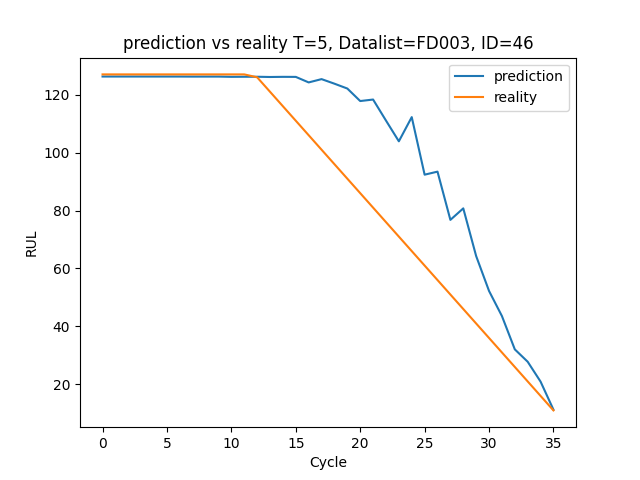 prediction vs reality T=5, Datalist=FD003, ID=46
prediction
reality
120
100
80
60
40
20
RUL
0 5 10 15 20 25 30 35
Cycle